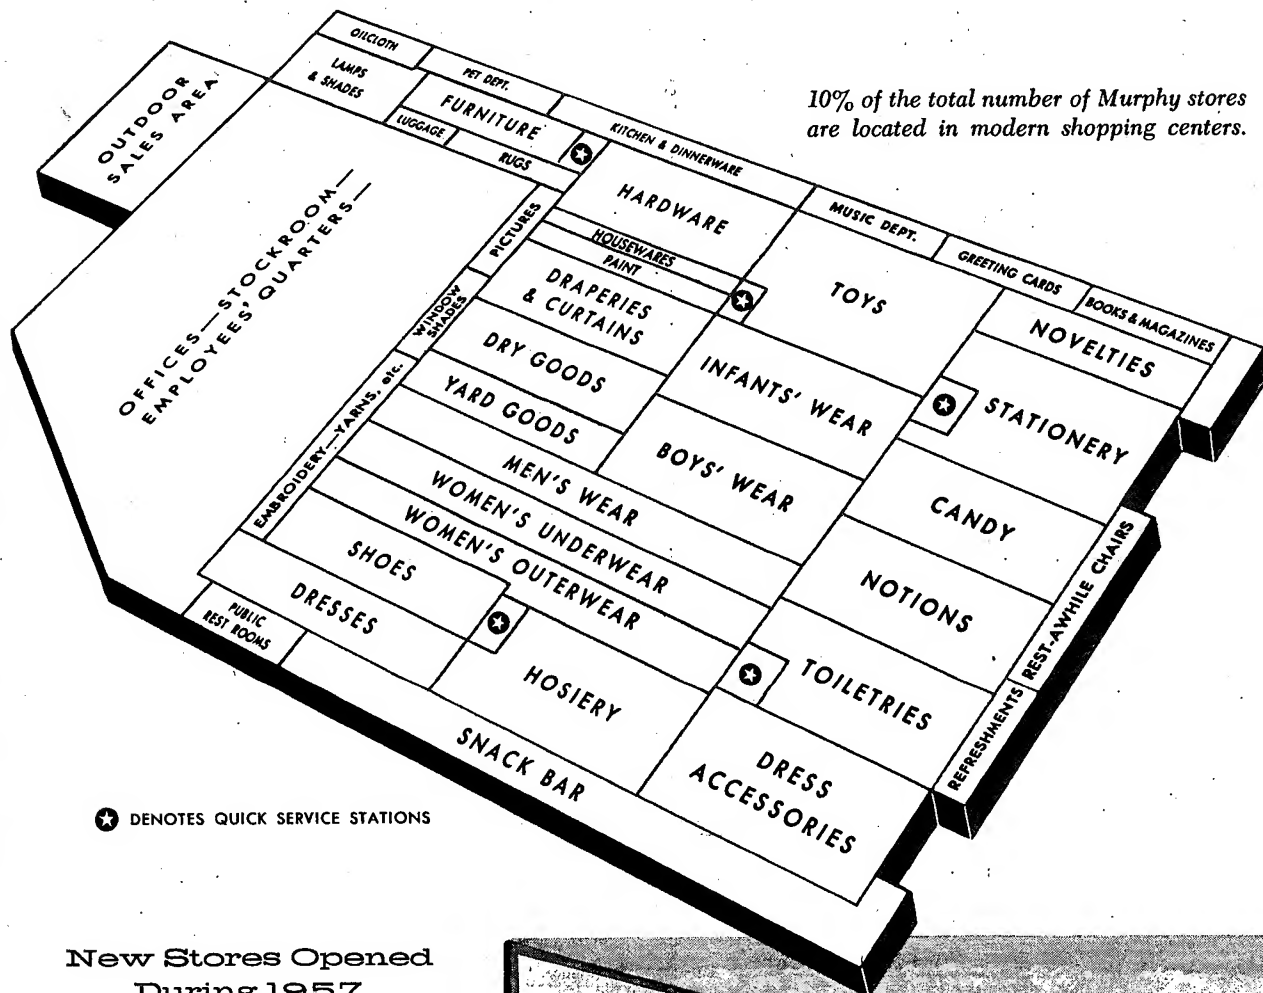 10% of the total number of Murphy stores
are located in modern shopping centers.
OUTDOOR
SALES AREA
OILCLOTH
LAMPS
& SHADES
PET DEPT.
FURNITURE
LUGGAGE
RUGS
KITCHEN & DINNERWARE
HARDWARE
MUSIC DEPT.
GREETING CARDS
BOOKS & MAGAZINES
OFFICES—STOCKROOM—
EMPLOYEES' QUARTERS—
PICTURES
HOUSEWARES
PAINT
TOYS
NOVELTIES
DRAPERIES
& CURTAINS
WINDOW
SHADES
DRY GOODS
INFANTS' WEAR
STATIONERY
YARD GOODS
EMBROIDERY—YARNS, etc.
MEN'S WEAR
BOYS' WEAR
CANDY
WOMEN'S UNDERWEAR
WOMEN'S OUTERWEAR
NOTIONS
REST-AWHILE CHAIRS
SHOES
DRESSES
PUBLIC
REST ROOMS
HOSIERY
TOILETRIES
REFRESHMENTS
SNACK BAR
DRESS
ACCESSORIES
DENOTES QUICK SERVICE STATIONS
New Stores Opened
During 1957